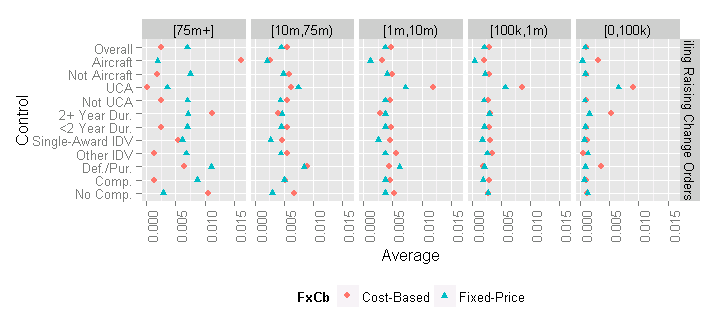 [75m+] [10m,75m) [1m,10m) [100k,1m) [0,100k)
Overall
Aircraft
Not Aircraft
UCA
Not UCA
2+ Year Dur.
<2 Year Dur.
Single-Award IDV
Other IDV
Def./Pur.
Comp.
No Comp.
Control
iling Raising Change Orders
0.000 0.005 0.010 0.015 0.000 0.005 0.010 0.015 0.000 0.005 0.010 0.015 0.000 0.005 0.010 0.015 0.000 0.005 0.010 0.015
Average
FxCb Cost-Based Fixed-Price